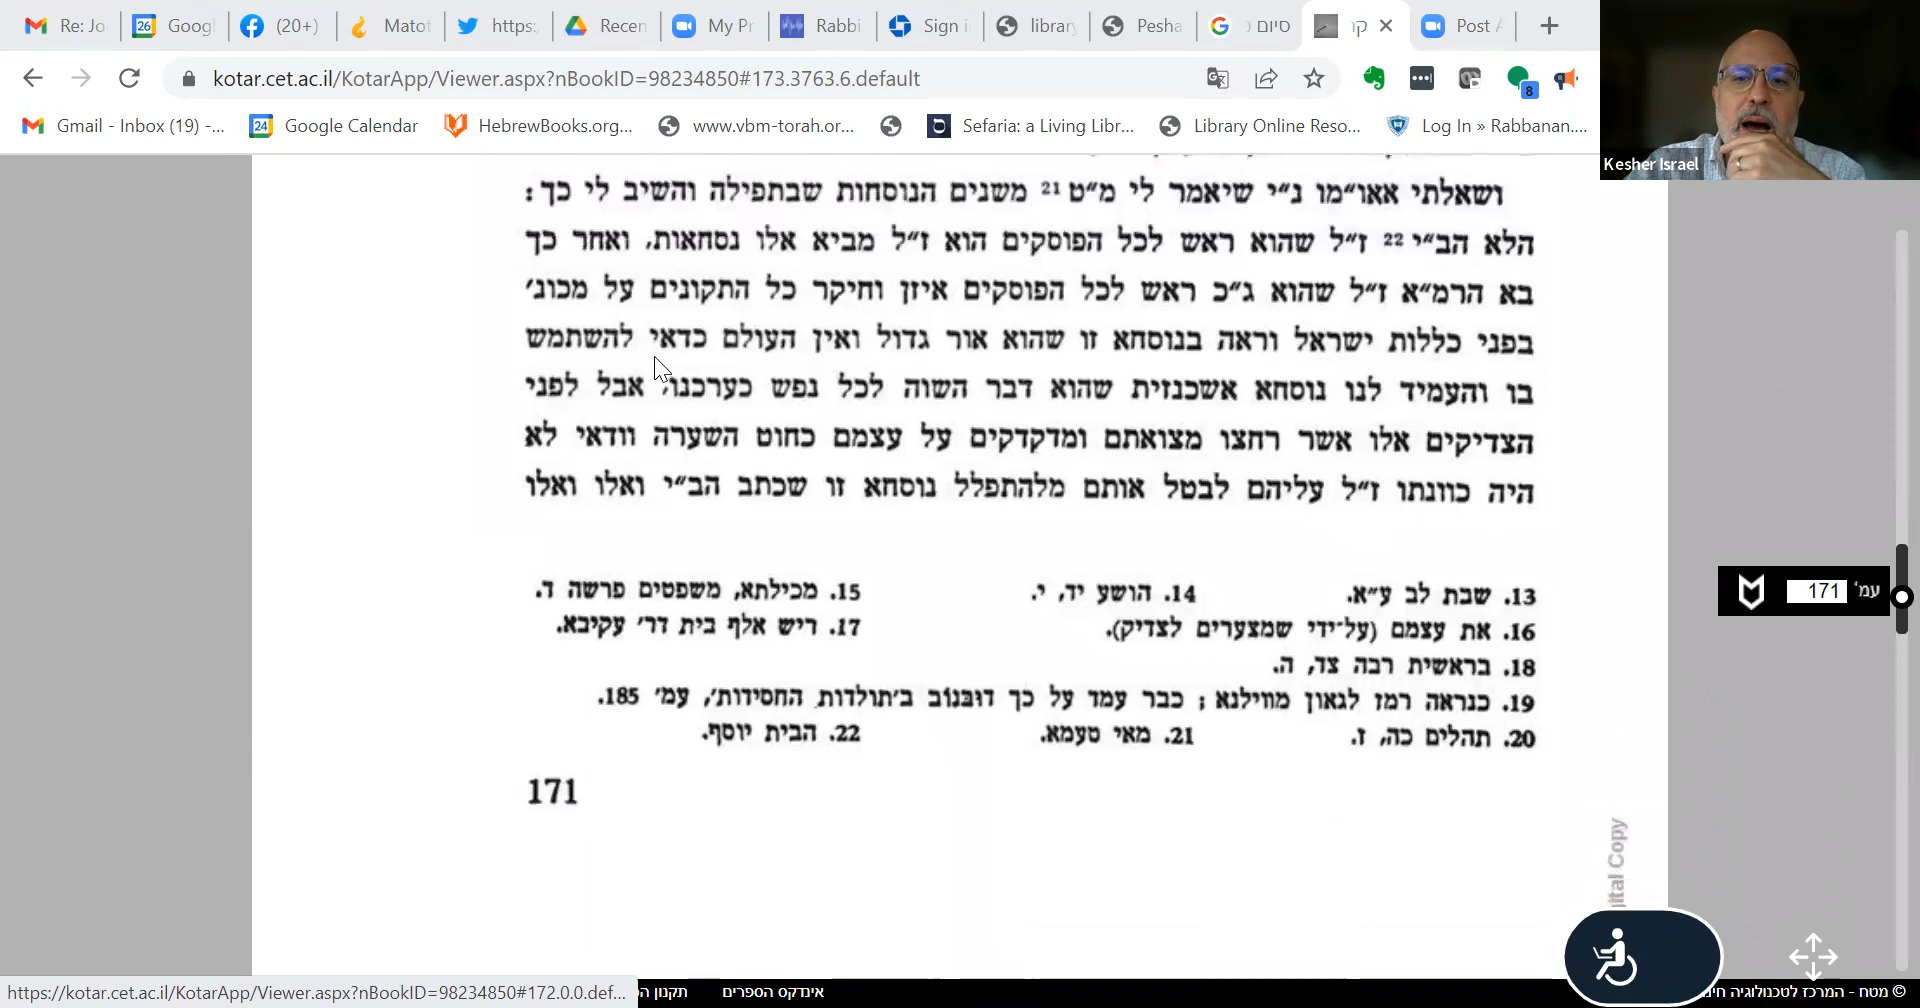 Re: Jo
Googl
(20+)
Matot
https:
Recen
My Pr
Rabbi
Sign i
library
Pesha
סיום כ
קר
Post A
kotar.cet.ac.il/KotarApp/Viewer.aspx?nBookID=98234850#173.3763.6.default
8
Gmail - Inbox (19) -...
24
Google Calendar
HebrewBooks.org...
www.vbm-torah.or...
Sefaria: a Living Libr...
Library Online Reso...
Log In » Rabbanan....
Kesher Israel
ושאלתי אאו״מו נ״י שיאמר לי מ״ט 21 משנים הנוסחות שבתפילה והשיב לי כך :
הלא הב״י 22 ז״ל שהוא ראש לכל הפוסקים הוא ז״ל מביא אלו נסחאות, ואחר כך
בא הרמ״א ז״ל שהוא ג״כ ראש לכל הפוסקים איזן וחיקר כל התקונים על מכונ׳
בפני כללות ישראל וראה בנוסחא זו שהוא אור גדול ואין העולם כדאי להשתמש
בו והעמיד לנו נוסחא אשכנזית שהוא דבר השוה לכל נפש כערכנו, אבל לפני
הצדיקים אלו אשר רחצו מצואתם ומדקדקים על עצמם כחוט השערה וודאי לא
היה כוונתו ז״ל עליהם לבטל אותם מלהתפלל נוסחא זו שכתב הב״י ואלו ואלו
13. שבת לב ע״א. 14. הושע יד, י. 15. מכילתא, משפטים פרשה ד.
16. את עצמם (על־ידי שמצערים לצדיק). 17. ריש אלף בית דר׳ עקיבא.
18. בראשית רבה צד, ה.
19. כנראה רמז לגאון מווילנא ; כבר עמד על כך דובנוב ב׳תולדות החסידות׳, עמ׳ 185.
20. תהלים כה, ז. 21. מאי טעמא. 22. הבית יוסף.
171
עמ' 171
gital Copy
https://kotar.cet.ac.il/KotarApp/Viewer.aspx?nBookID=98234850#172.0.0.def...
תקנון
אינדקס הספרים
© מטח - המרכז לטכנולוגיה